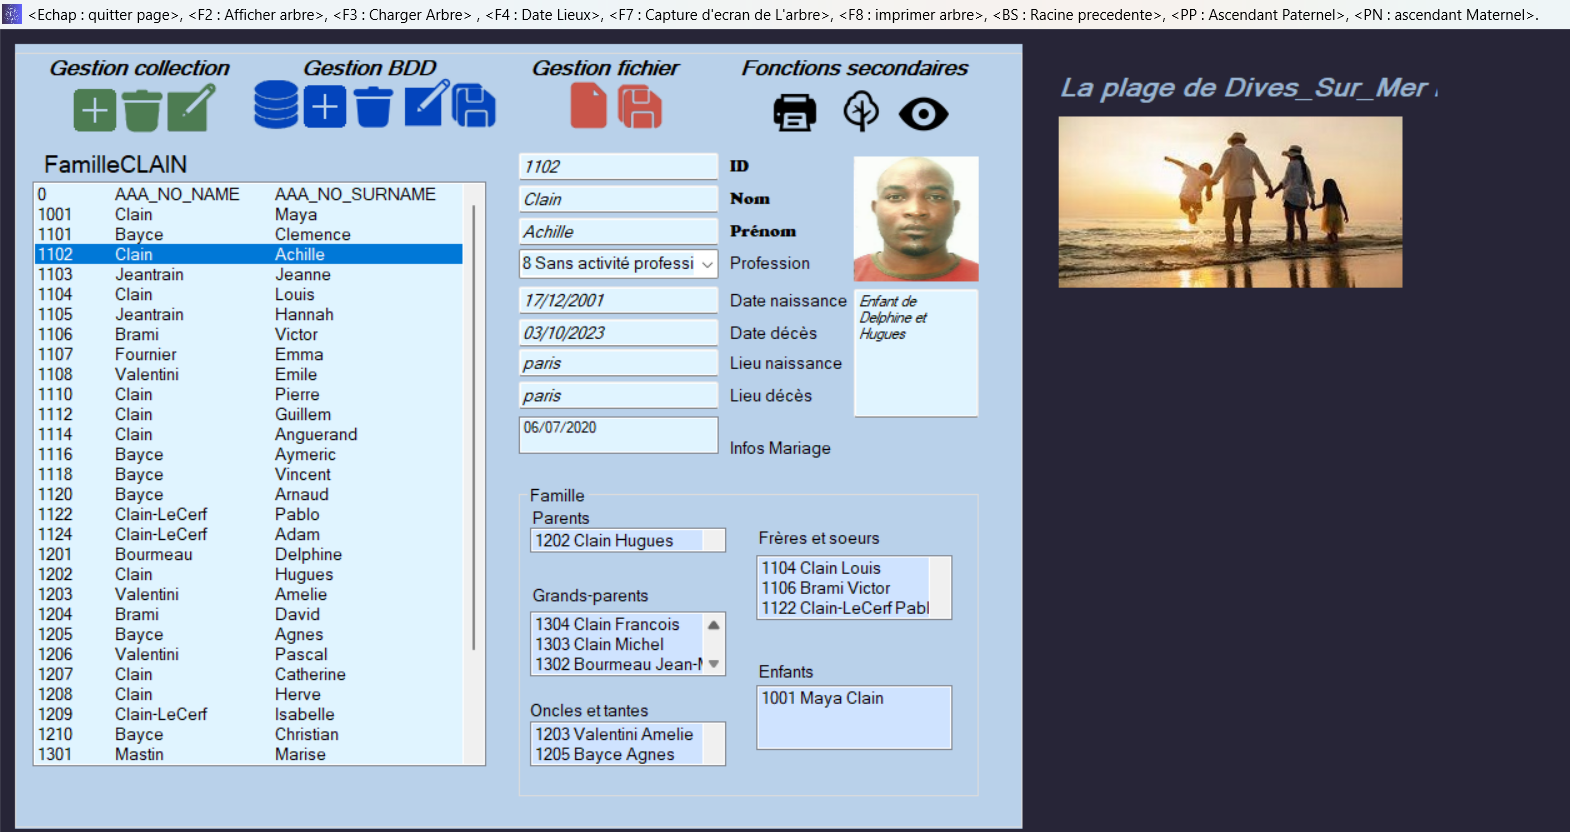 <Echap : quitter page>, <F2 : Afficher arbre>, <F3 : Charger Arbre> , <F4 : Date Lieux>, <F7 : Capture d'ecran de L'arbre>, <F8 : imprimer arbre>, <BS : Racine precedente>, <PP : Ascendant Paternel>, <PN : ascendant Maternel>.
Gestion collection
Gestion BDD
Gestion fichier
Fonctions secondaires
FamilleCLAIN
0 AAA_NO_NAME AAA_NO_SURNAME
1001 Clain Maya
1101 Bayce Clemence
1102 Clain Achille
1103 Jeantrain Jeanne
1104 Clain Louis
1105 Jeantrain Hannah
1106 Brami Victor
1107 Fournier Emma
1108 Valentini Emile
1110 Clain Pierre
1112 Clain Guillem
1114 Clain Anguerand
1116 Bayce Aymeric
1118 Bayce Vincent
1120 Bayce Arnaud
1122 Clain-LeCerf Pablo
1124 Clain-LeCerf Adam
1201 Bourmeau Delphine
1202 Clain Hugues
1203 Valentini Amelie
1204 Brami David
1205 Bayce Agnes
1206 Valentini Pascal
1207 Clain Catherine
1208 Clain Herve
1209 Clain-LeCerf Isabelle
1210 Bayce Christian
1301 Mastin Marise
1102 ID
Clain Nom
Achille Prénom
8 Sans activité professi Profession
17/12/2001 Date naissance
03/10/2023 Date décès
paris Lieu naissance
paris Lieu décès
06/07/2020
Infos Mariage
Enfant de
Delphine et
Hugues
Famille
Parents
1202 Clain Hugues
Grands-parents
1304 Clain Francois
1303 Clain Michel
1302 Bourmeau Jean-
Oncles et tantes
1203 Valentini Amelie
1205 Bayce Agnes
Frères et soeurs
1104 Clain Louis
1106 Brami Victor
1122 Clain-LeCerf Pabl
Enfants
1001 Maya Clain
La plage de Dives_Sur_Mer